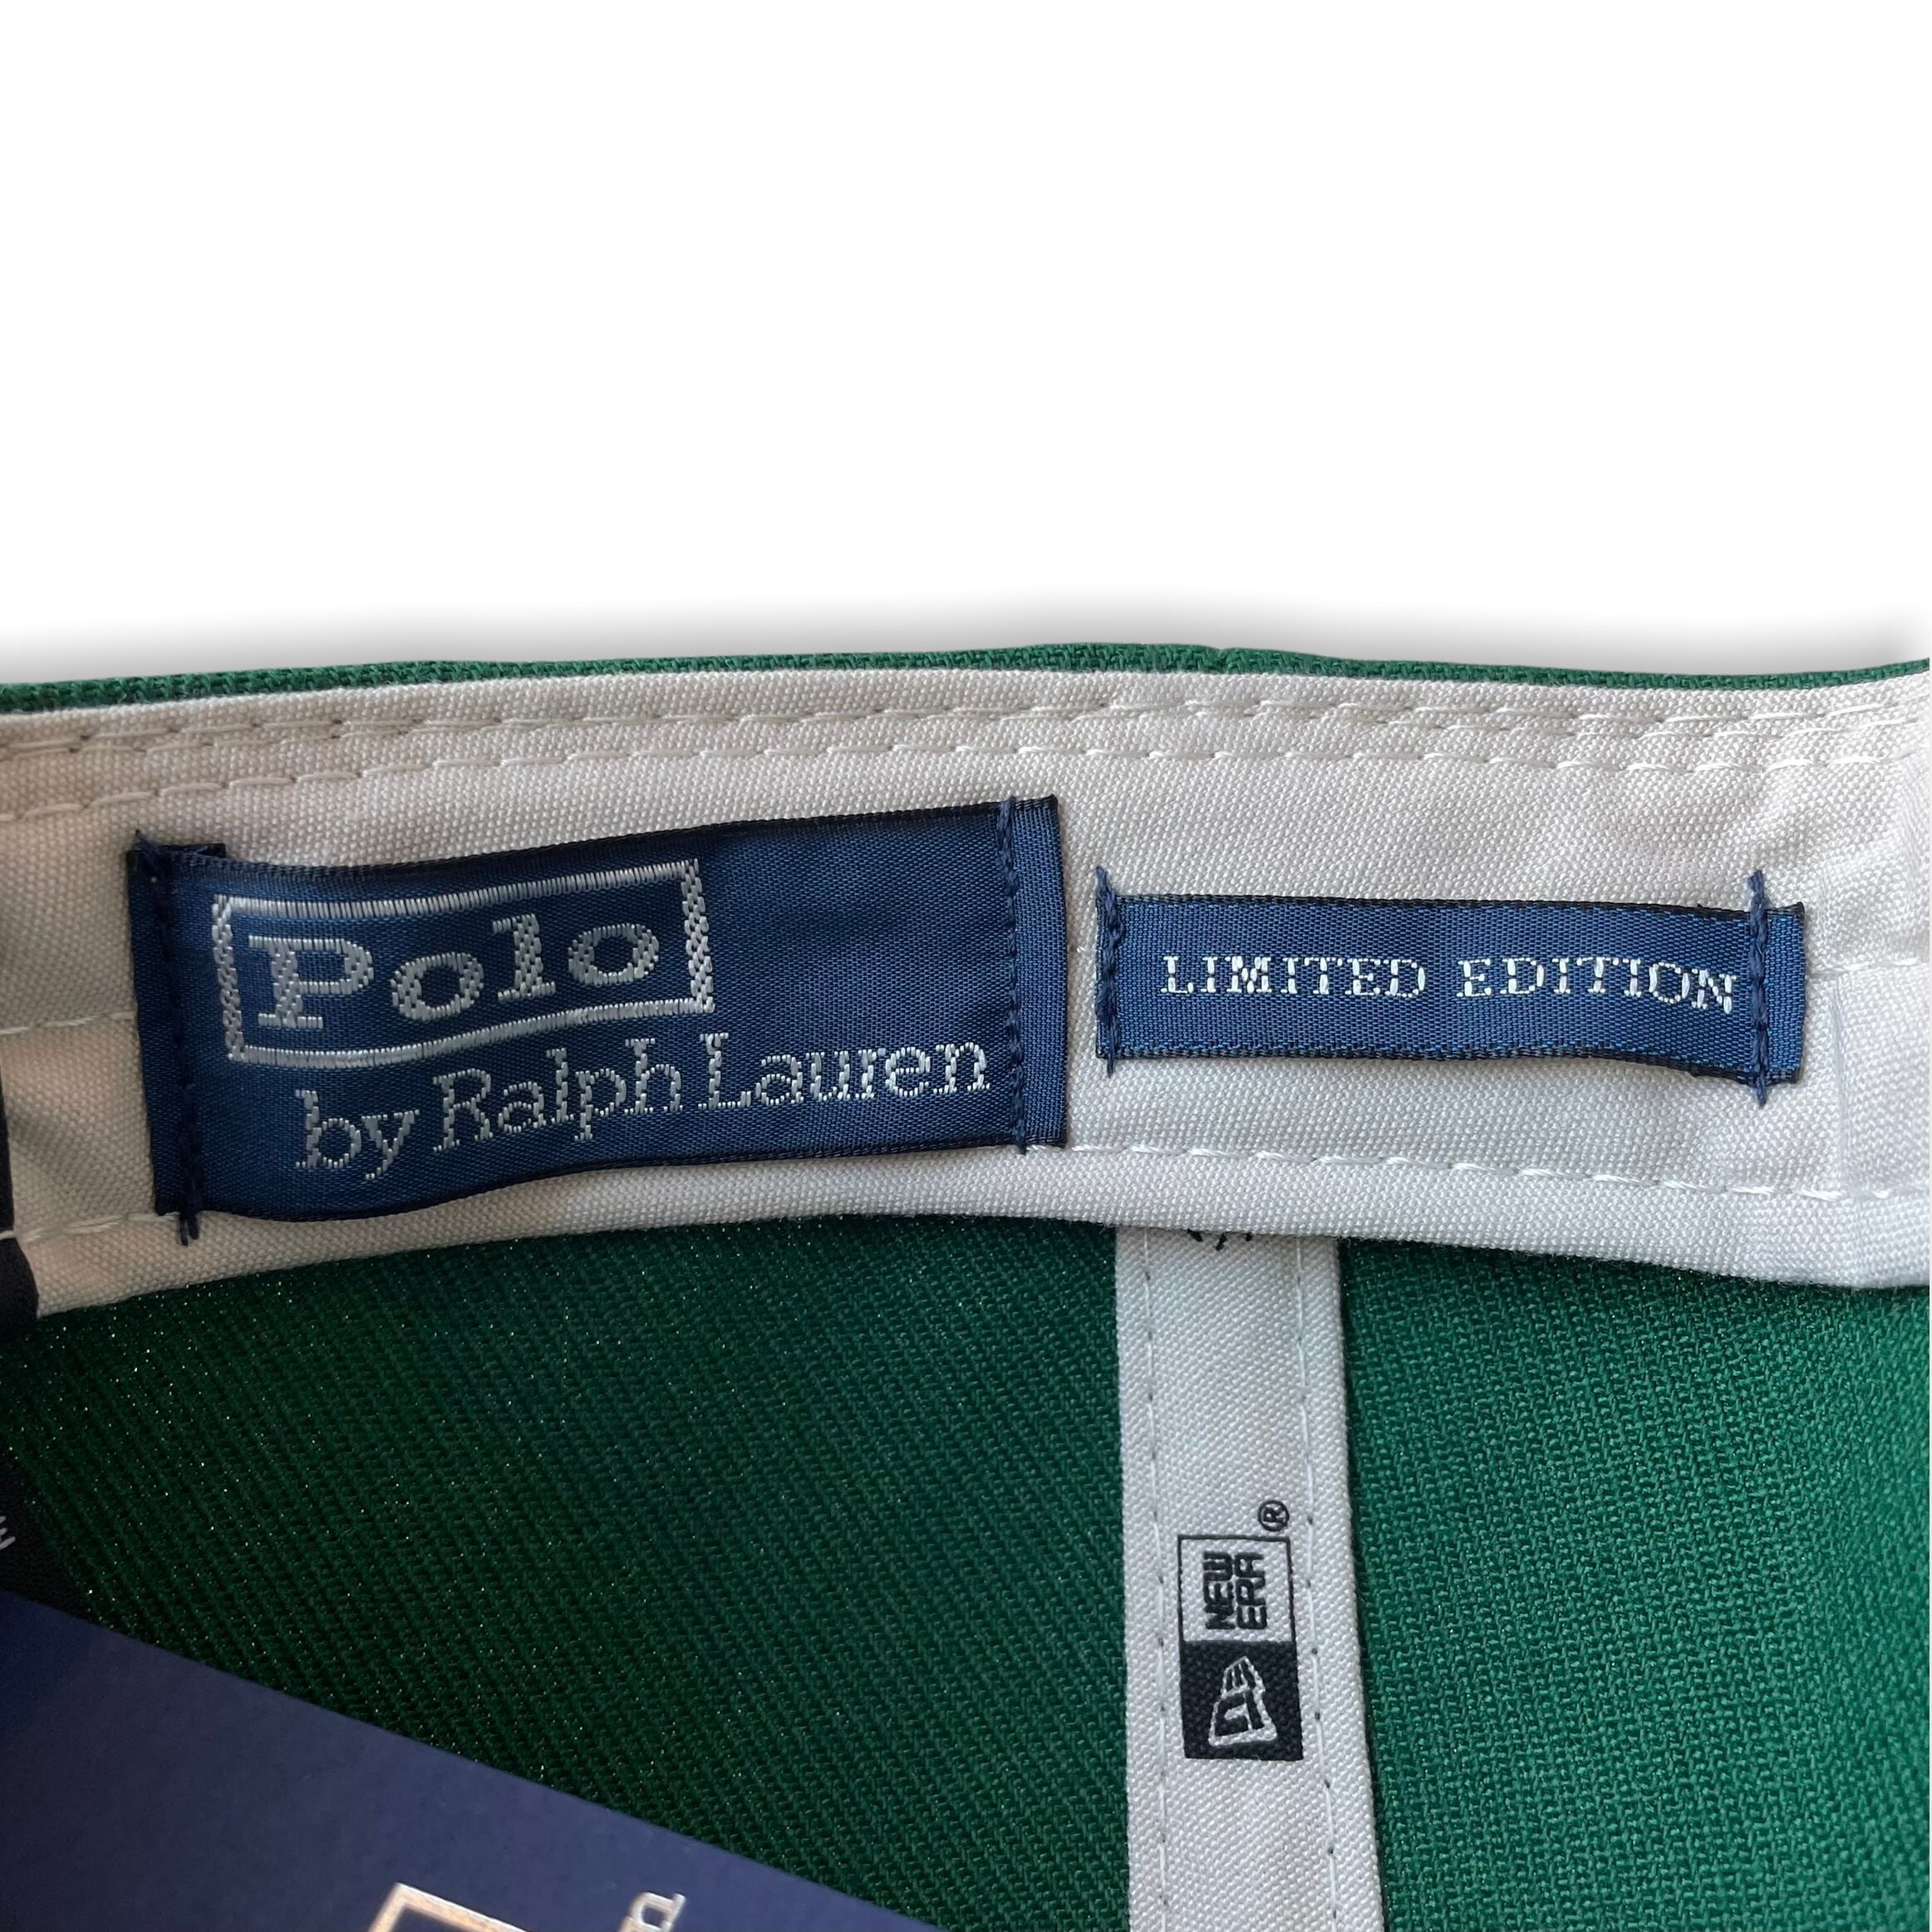 Polo
by Ralph Lauren
LIMITED EDITION
NEW
ERA
®